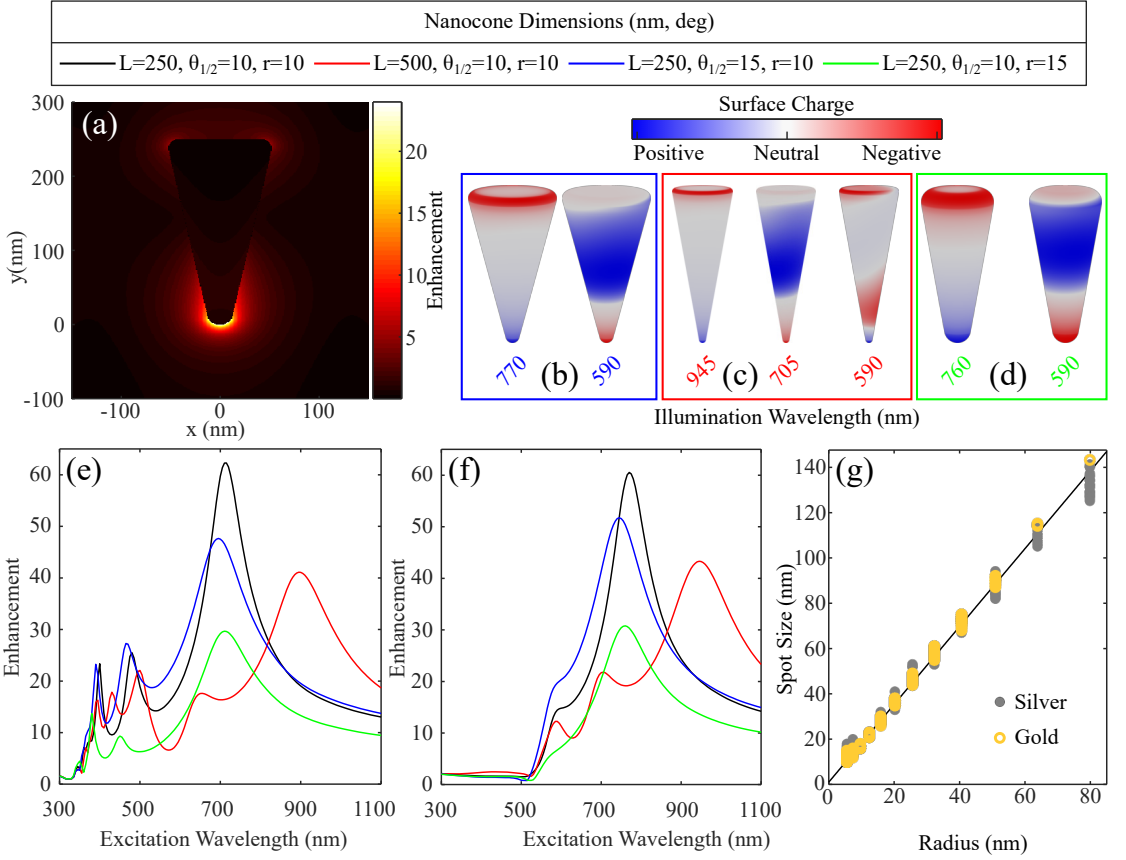 Nanocone Dimensions (nm, deg)
L=250, θ1/2=10, r=10 L=500, θ1/2=10, r=10 L=250, θ1/2=15, r=10 L=250, θ1/2=10, r=15
(a)
300
200
100
0
-100
y(nm)
-100 0 100
x (nm)
20
15
10
5
Enhancement
Surface Charge
Positive Neutral Negative
770 (b) 590
945 (c) 705 590
760 (d) 590
Illumination Wavelength (nm)
(e)
60
50
40
30
20
10
0
Enhancement
300 500 700 900 1100
Excitation Wavelength (nm)
(f)
60
50
40
30
20
10
0
Enhancement
300 500 700 900 1100
Excitation Wavelength (nm)
(g)
140
120
100
80
60
40
20
0
Spot Size (nm)
Silver
Gold
0 20 40 60 80
Radius (nm)